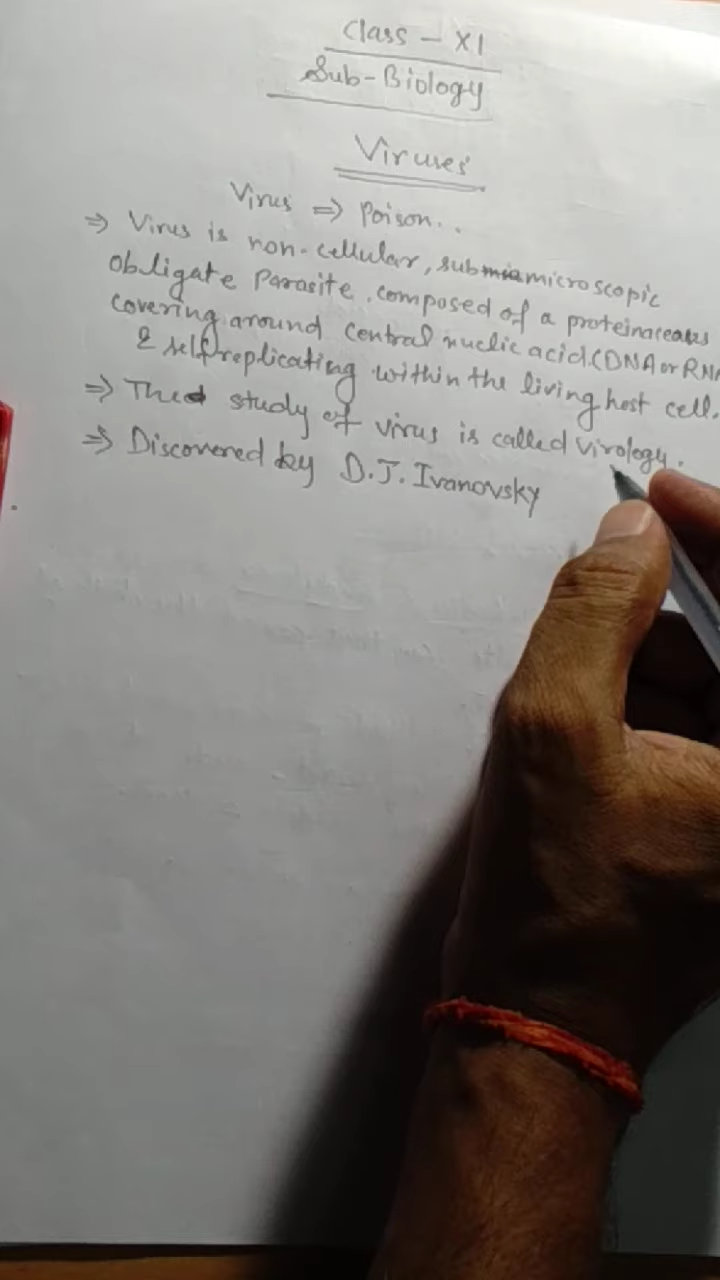 Class - XI
Sub-Biology
Viruses
Virus ⇒ Poison..
⇒ Virus is non-cellular, submicroscopic
obligate Parasite, composed of a proteinaceaus
covering around central nuclic acid (DNA or RNA
& self replicating within the living host cell.
⇒ The study of virus is called Virology.
⇒ Discovered by D.J. Ivanovsky